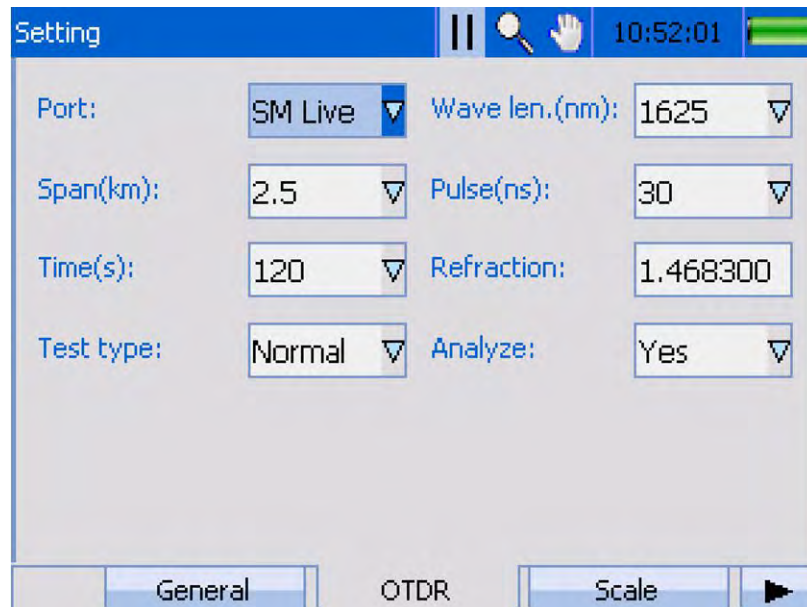 Setting 10:52:01
Port: SM Live Wave len.(nm): 1625
Span(km): 2.5 Pulse(ns): 30
Time(s): 120 Refraction: 1.468300
Test type: Normal Analyze: Yes
General OTDR Scale